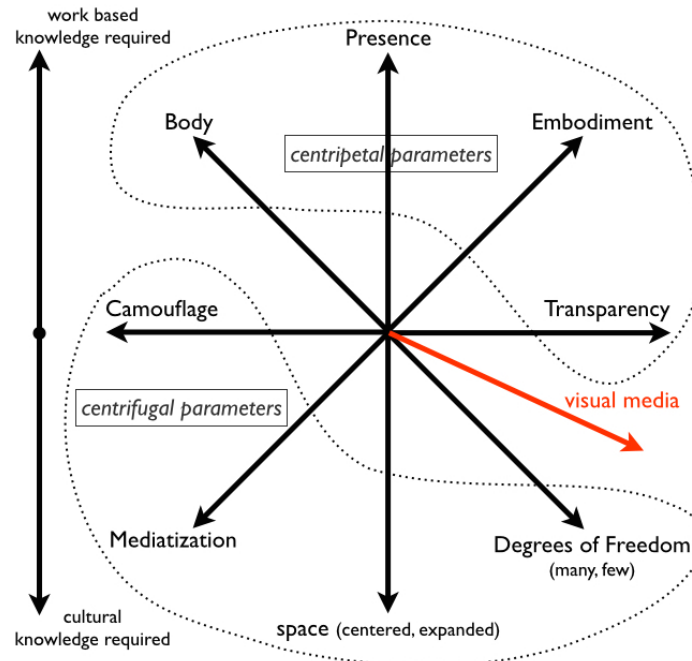 work based
knowledge required
Presence
Body
Embodiment
centripetal parameters
Camouflage
Transparency
visual media
centrifugal parameters
Mediatization
Degrees of Freedom
(many, few)
cultural
knowledge required
space (centered, expanded)